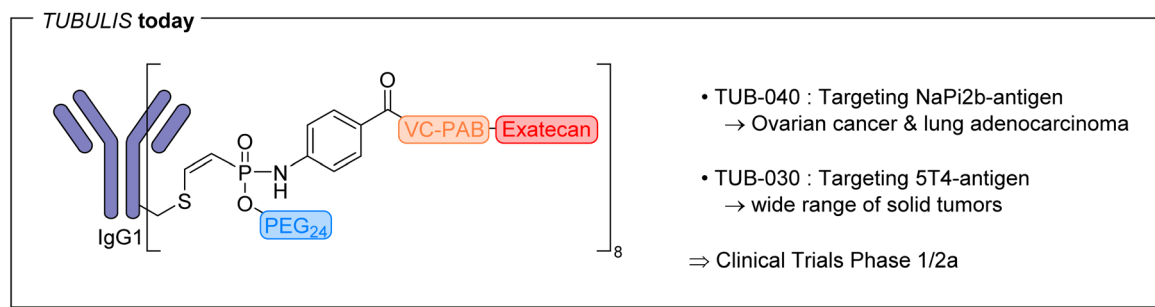 TUBULIS today
O
VC-PAB
Exatecan
O
P
N
H
S
O
PEG24
IgG1
8
• TUB-040 : Targeting NaPi2b-antigen
→ Ovarian cancer & lung adenocarcinoma
• TUB-030 : Targeting 5T4-antigen
→ wide range of solid tumors
⇒ Clinical Trials Phase 1/2a